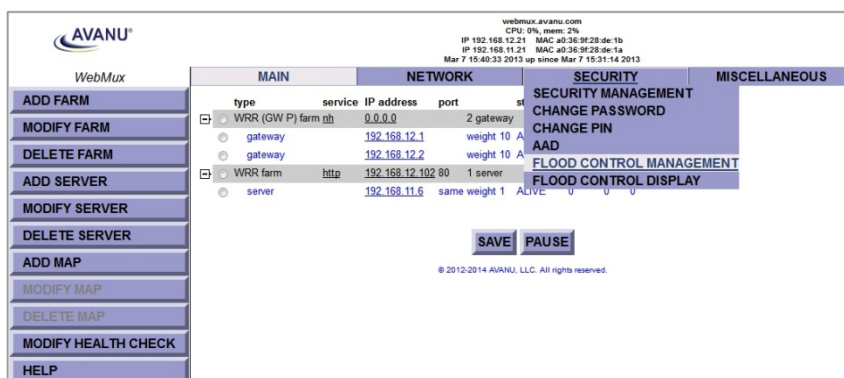 AVANU®
webmux.avanu.com
CPU: 0%, mem: 2%
IP 192.168.12.21 MAC a0:36:9f:28:de:1b
IP 192.168.11.21 MAC a0:36:9f:28:de:1a
Mar 7 15:40:33 2013 up since Mar 7 15:31:14 2013
WebMux
MAIN NETWORK SECURITY MISCELLANEOUS
ADD FARM
MODIFY FARM
DELETE FARM
ADD SERVER
MODIFY SERVER
DELETE SERVER
ADD MAP
MODIFY MAP
DELETE MAP
MODIFY HEALTH CHECK
HELP
type service IP address port st
WRR (GW P) farm nh 0.0.0.0 2 gateway
gateway 192.168.12.1 weight 10 A
gateway 192.168.12.2 weight 10 A
WRR farm http 192.168.12.102 80 1 server
server 192.168.11.6 same weight 1 ALIVE 0 0 0
SECURITY MANAGEMENT
CHANGE PASSWORD
CHANGE PIN
AAD
FLOOD CONTROL MANAGEMENT
FLOOD CONTROL DISPLAY
SAVE PAUSE
© 2012-2014 AVANU, LLC. All rights reserved.